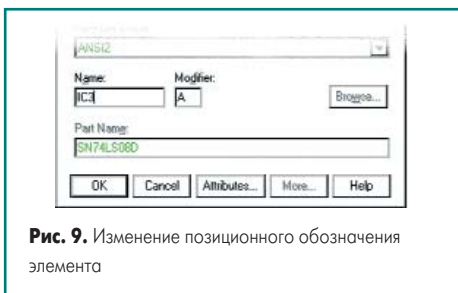 ANSI2
Name:
Modifier:
IC3
A
Browse...
Part Name:
SN74LS08D
OK
Cancel
Attributes...
More...
Help
Рис. 9. Изменение позиционного обозначения
элемента